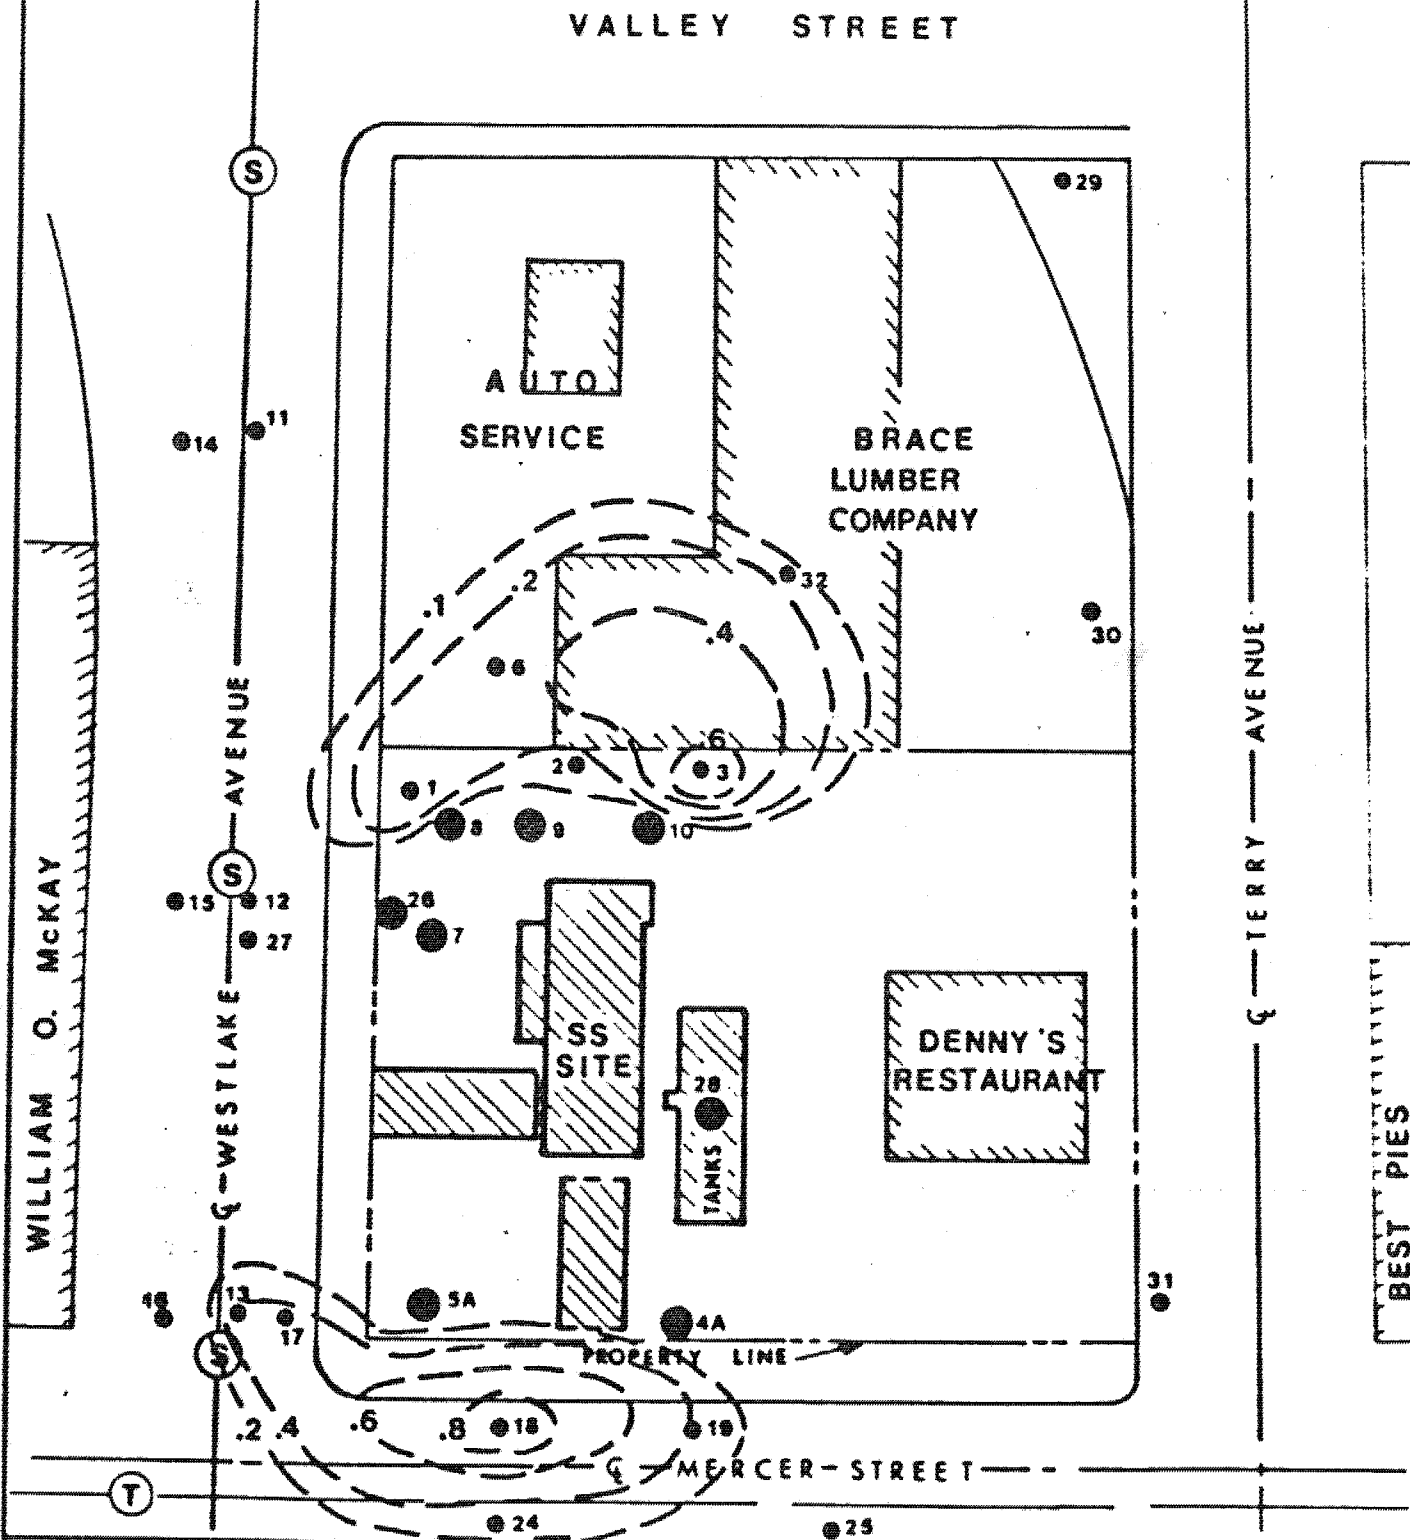 VALLEY STREET
S
29
AUTO
SERVICE
11
14
BRACE
LUMBER
COMPANY
.1
.2
32
.4
30
6
.6
2
3
1
8
9
10
S
15
12
26
27
7
AVENUE
℄ WESTLAKE
WILLIAM O. McKAY
SS
SITE
28
TANKS
DENNY'S
RESTAURANT
℄ TERRY AVENUE
BEST PIES
31
16
13
17
5A
4A
S
PROPERTY LINE
.2
.4
.6
.8
18
19
℄ MERCER STREET
T
24
25